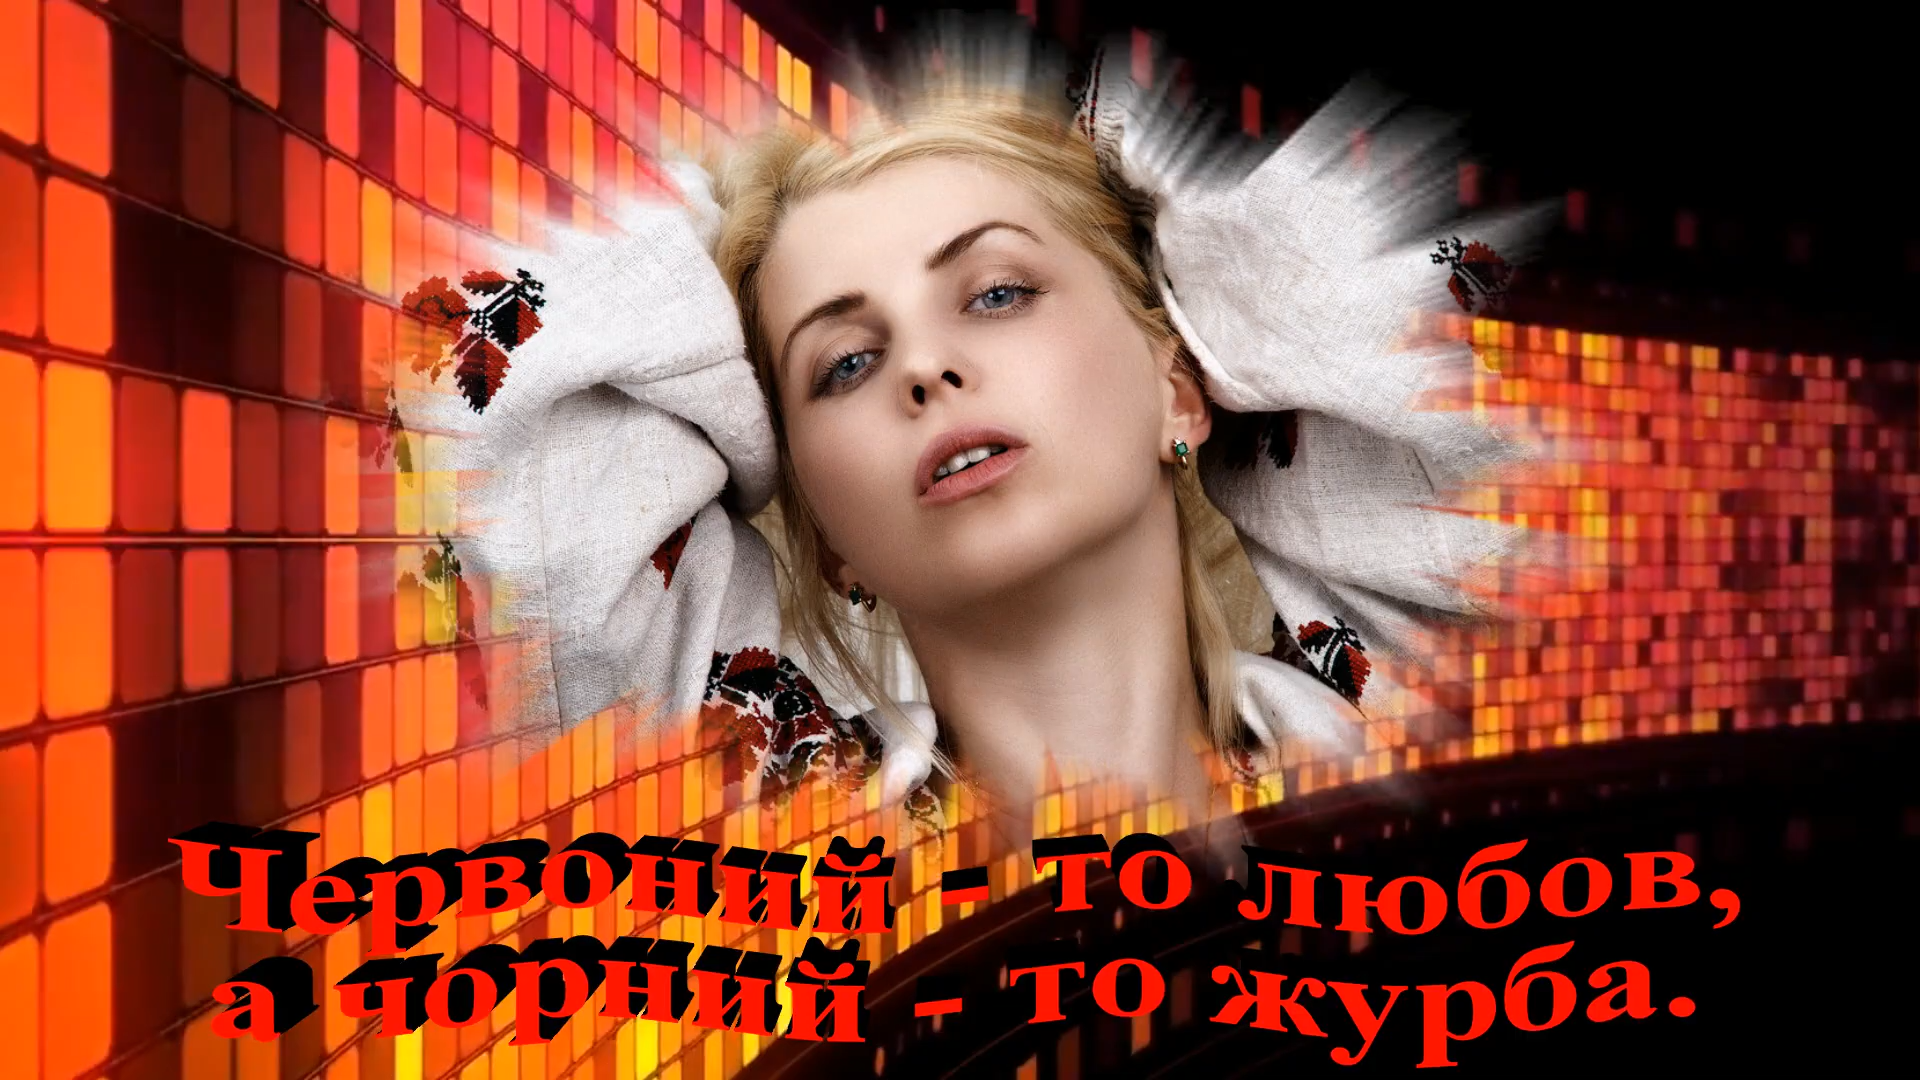 Червоний - то любов,
а чорний - то журба.